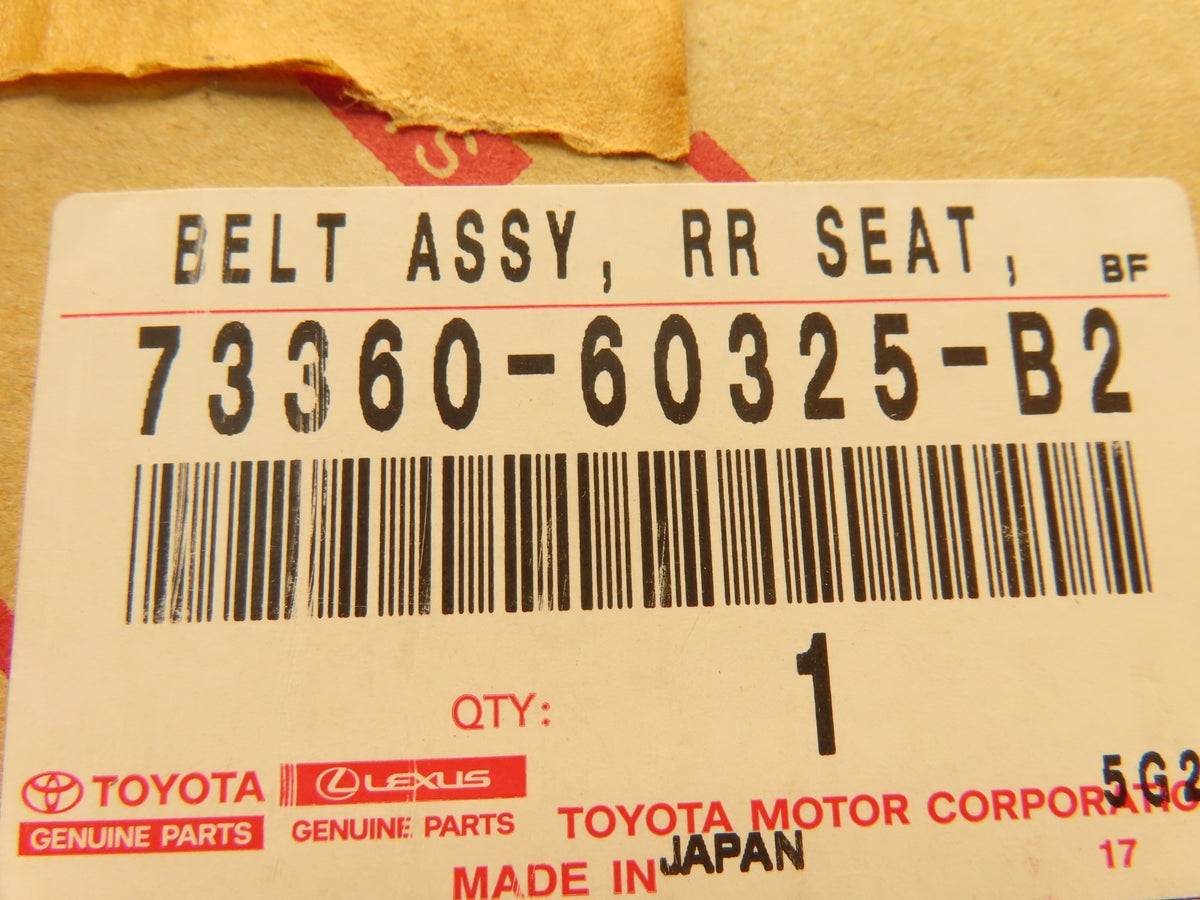 BELT ASSY, RR SEAT, BF
73360-60325-B2
QTY: 1
TOYOTA LEXUS
GENUINE PARTS GENUINE PARTS
5G2
TOYOTA MOTOR CORPORATIO
MADE IN JAPAN 17